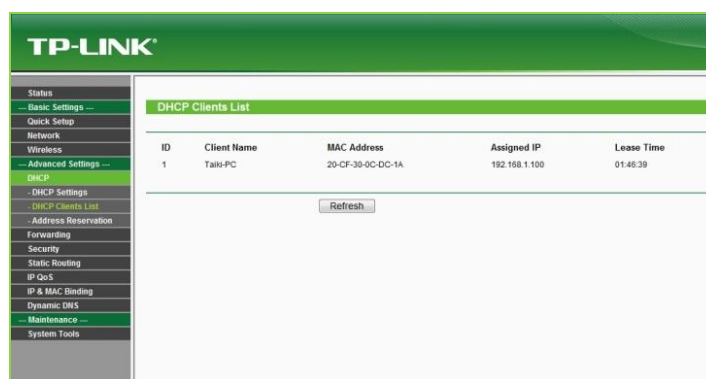 TP-LINK®
Status
--- Basic Settings ---
Quick Setup
Network
Wireless
--- Advanced Settings ---
DHCP
- DHCP Settings
- DHCP Clients List
- Address Reservation
Forwarding
Security
Static Routing
IP QoS
IP & MAC Binding
Dynamic DNS
--- Maintenance ---
System Tools
DHCP Clients List
ID Client Name MAC Address Assigned IP Lease Time
1 Taiki-PC 20-CF-30-0C-DC-1A 192.168.1.100 01:46:39
Refresh